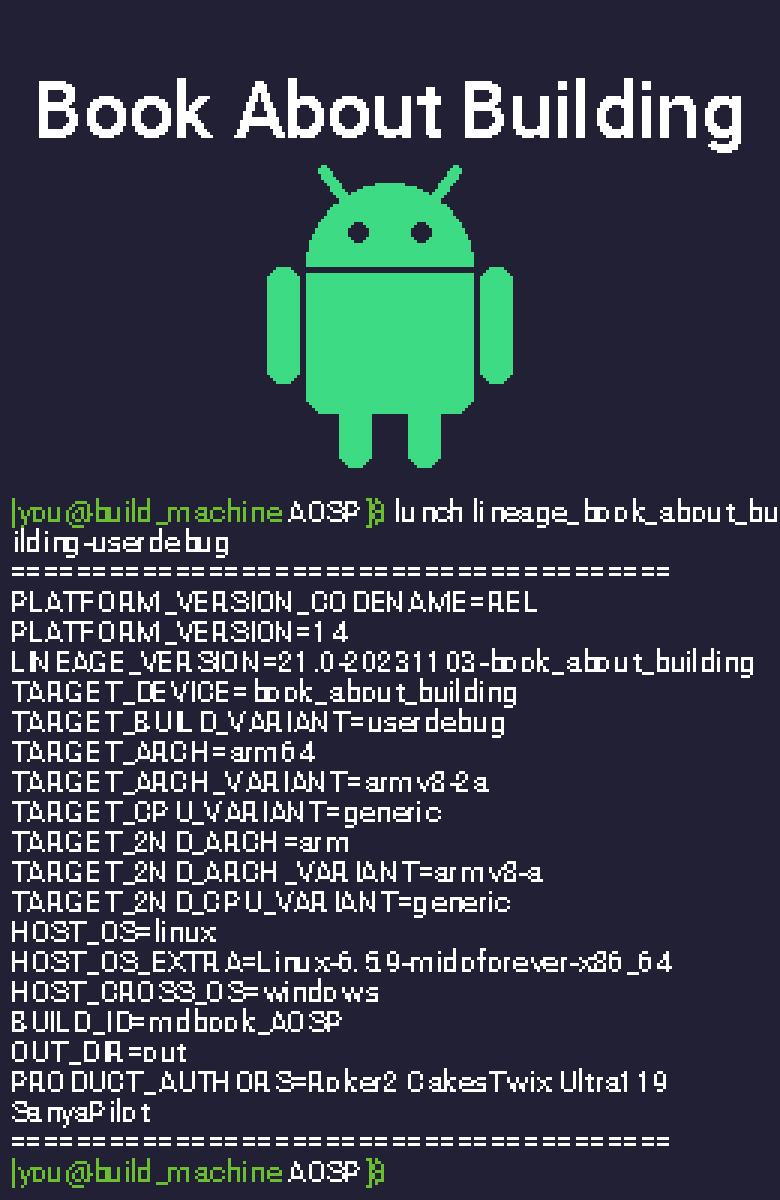 Book About Building
[you@build_machine AOSP]$ lunch lineage_book_about_bu
ilding-userdebug
=========================================
PLATFORM_VERSION_CODENAME=REL
PLATFORM_VERSION=14
LINEAGE_VERSION=21.0-20231103-book_about_building
TARGET_DEVICE=book_about_building
TARGET_BUILD_VARIANT=userdebug
TARGET_ARCH=arm64
TARGET_ARCH_VARIANT=armv8-2a
TARGET_CPU_VARIANT=generic
TARGET_2ND_ARCH=arm
TARGET_2ND_ARCH_VARIANT=armv8-a
TARGET_2ND_CPU_VARIANT=generic
HOST_OS=linux
HOST_OS_EXTRA=Linux-6.5.9-midoforever-x86_64
HOST_CROSS_OS=windows
BUILD_ID=mdbook_AOSP
OUT_DIR=out
PRODUCT_AUTHORS=Roker2 CakesTwix Ultra119
SanyaPilot
=========================================
[you@build_machine AOSP]$